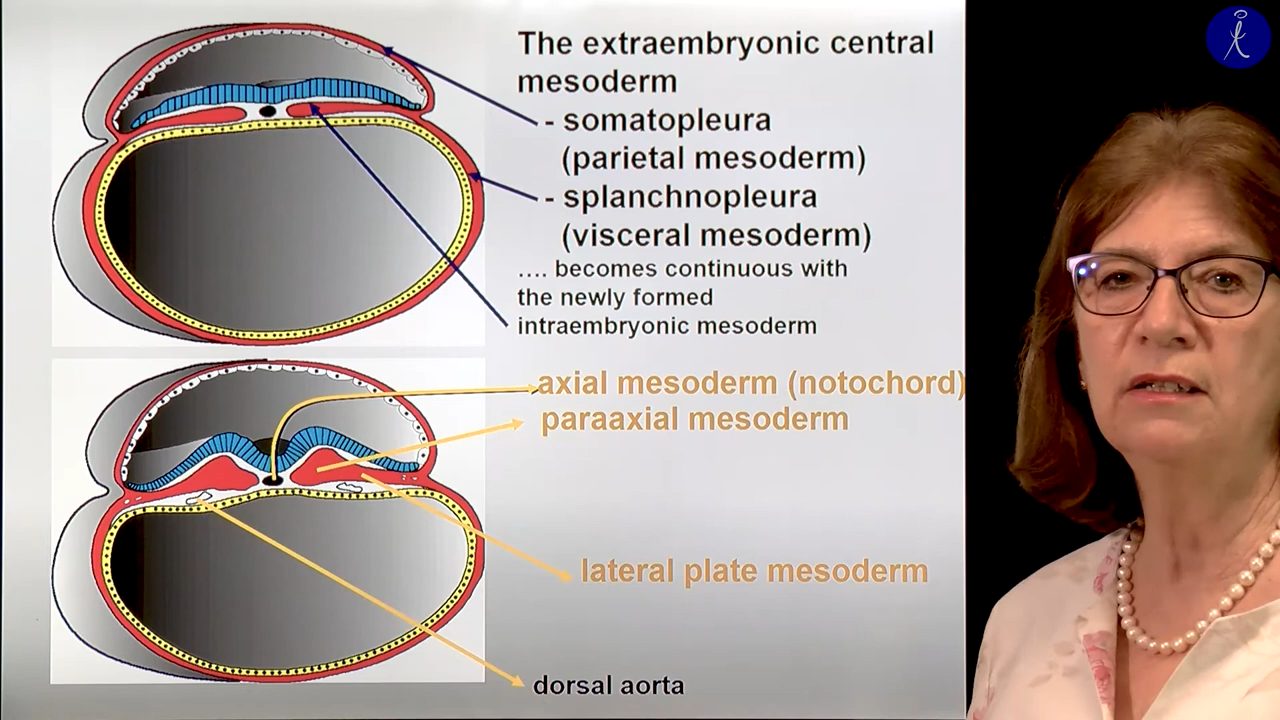 The extraembryonic central
mesoderm
- somatopleura
(parietal mesoderm)
- splanchnopleura
(visceral mesoderm)
.... becomes continuous with
the newly formed
intraembryonic mesoderm
axial mesoderm (notochord)
paraaxial mesoderm
lateral plate mesoderm
dorsal aorta